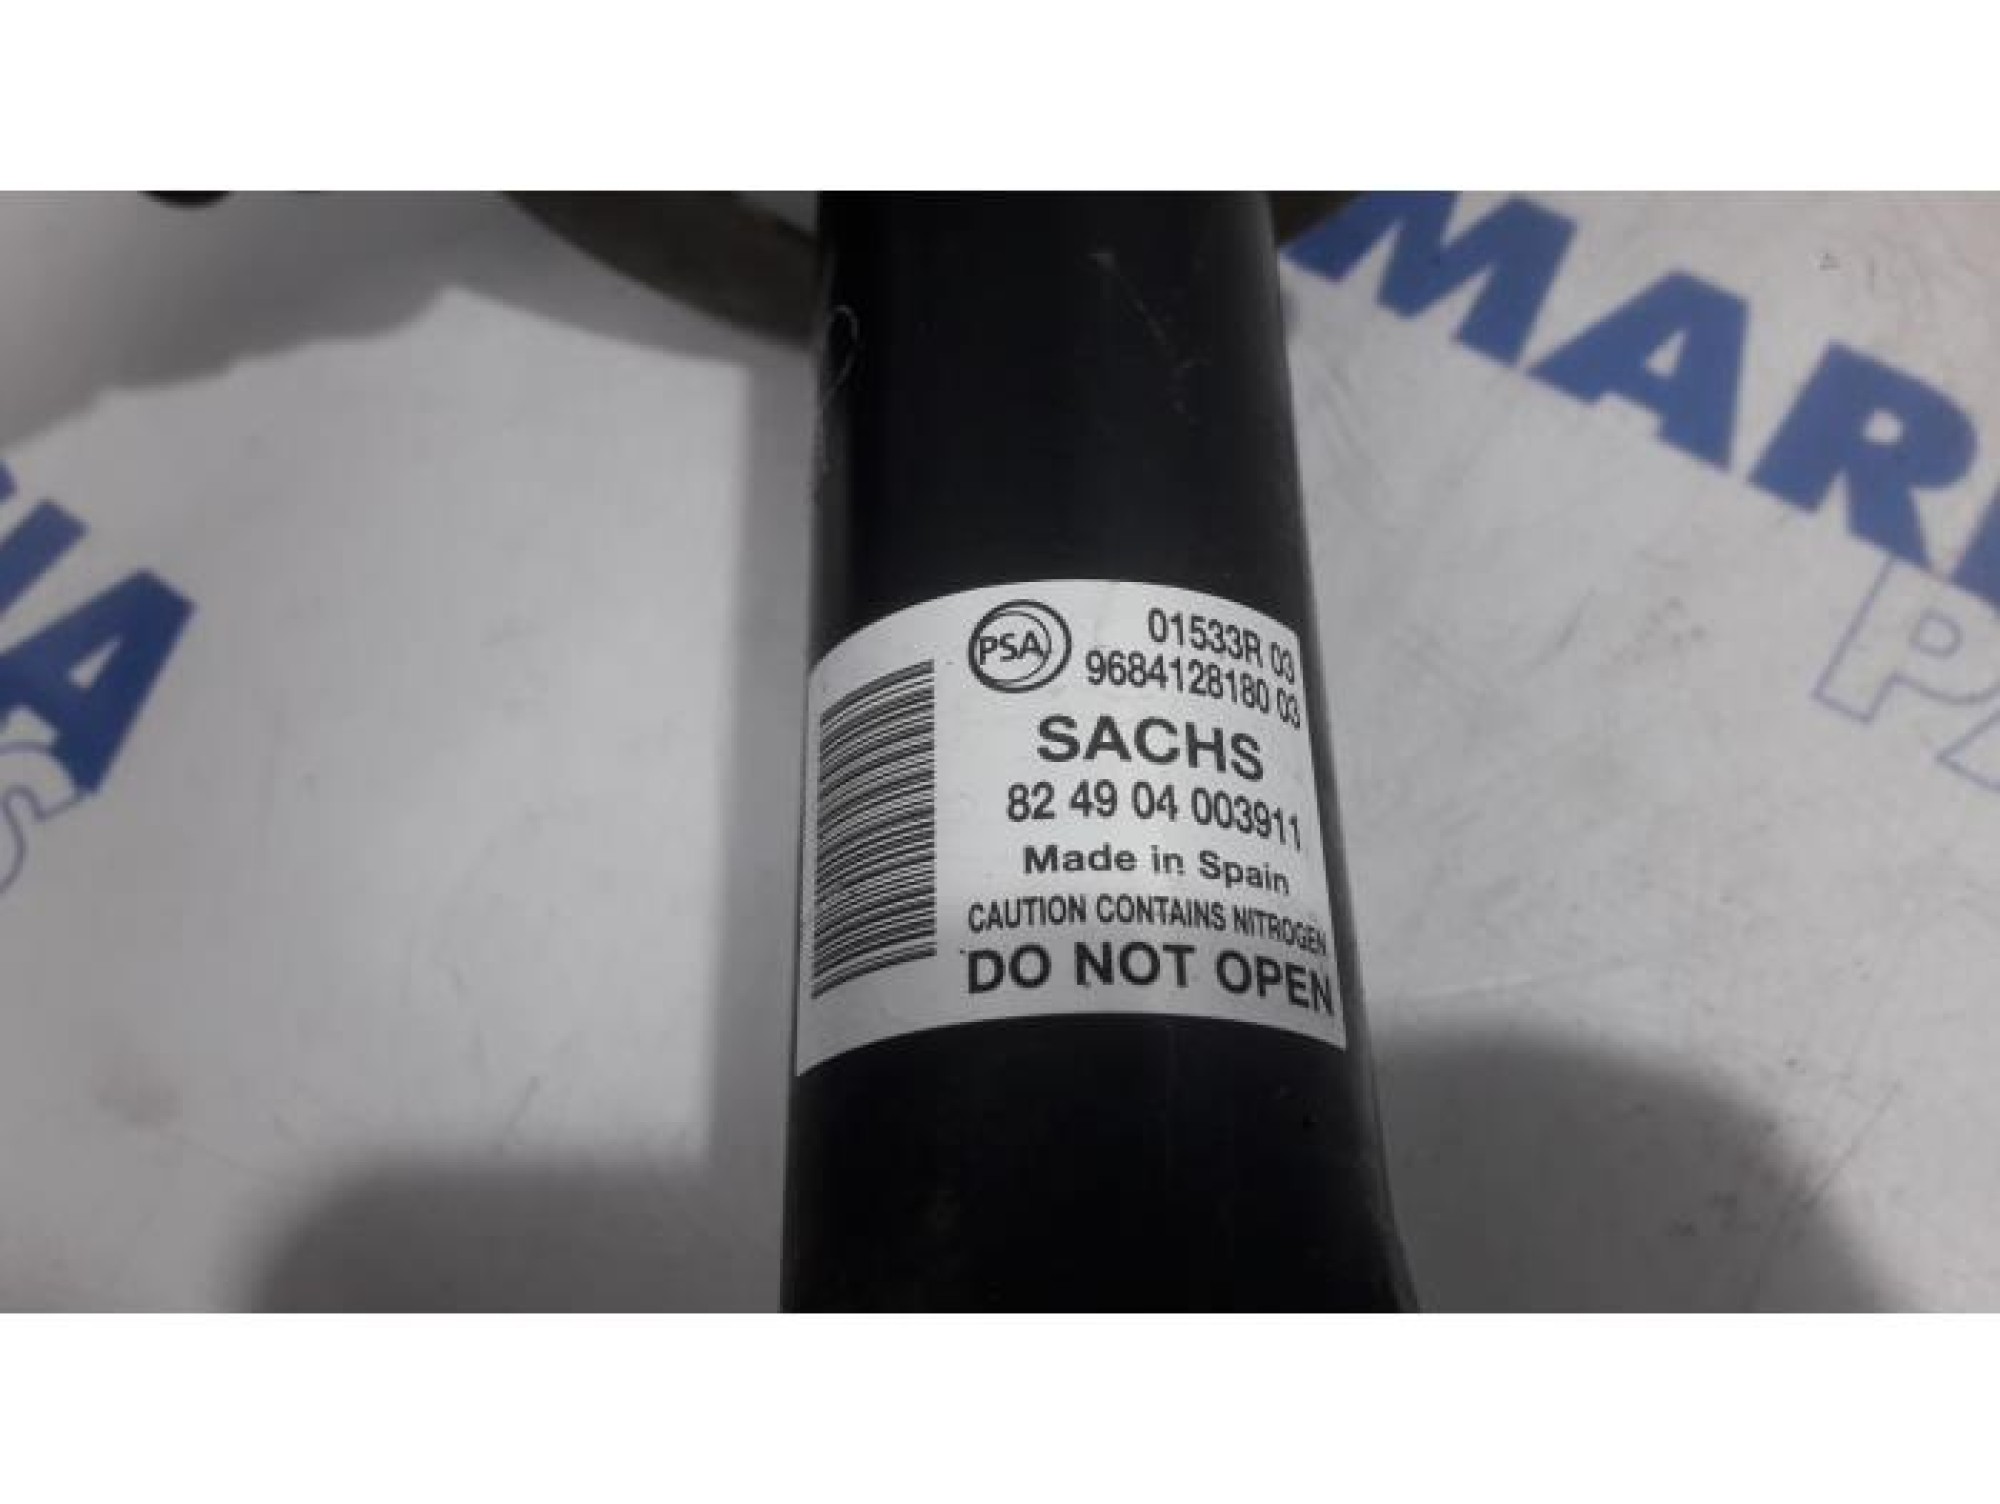 PSA
01533R 03
9684128180 03
SACHS
82 49 04 003911
Made in Spain
CAUTION CONTAINS NITROGEN
DO NOT OPEN